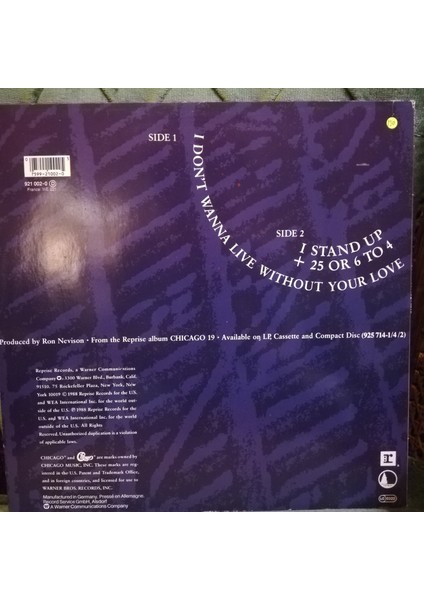 SIDE 1
I DON'T WANNA LIVE WITHOUT YOUR LOVE
SIDE 2
I STAND UP
+ 25 OR 6 TO 4
921 002-0
France: WE
Produced by Ron Nevison · From the Reprise album CHICAGO 19 · Available on LP, Cassette and Compact Disc (925 714-1/4/2)
Reprise Records, a Warner Communications
Company, 3300 Warner Blvd., Burbank, Calif.
91510. 75 Rockefeller Plaza, New York, New
York 10019 © 1988 Reprise Records for the U.S.
and WEA International Inc. for the world out-
side of the U.S. ℗ 1988 Reprise Records for the
U.S. and WEA International Inc. for the world
outside of the U.S. All Rights
Reserved. Unauthorized duplication is a violation
of applicable laws.
CHICAGO® and Chicago® are marks owned by
CHICAGO MUSIC, INC. These marks are reg-
istered in the U.S. Patent and Trademark Office,
and in foreign countries, and licensed for use to
WARNER BROS. RECORDS, INC.
Manufactured in Germany. Pressé en Allemagne.
Record Service GmbH, Alsdorf
A Warner Communications Company